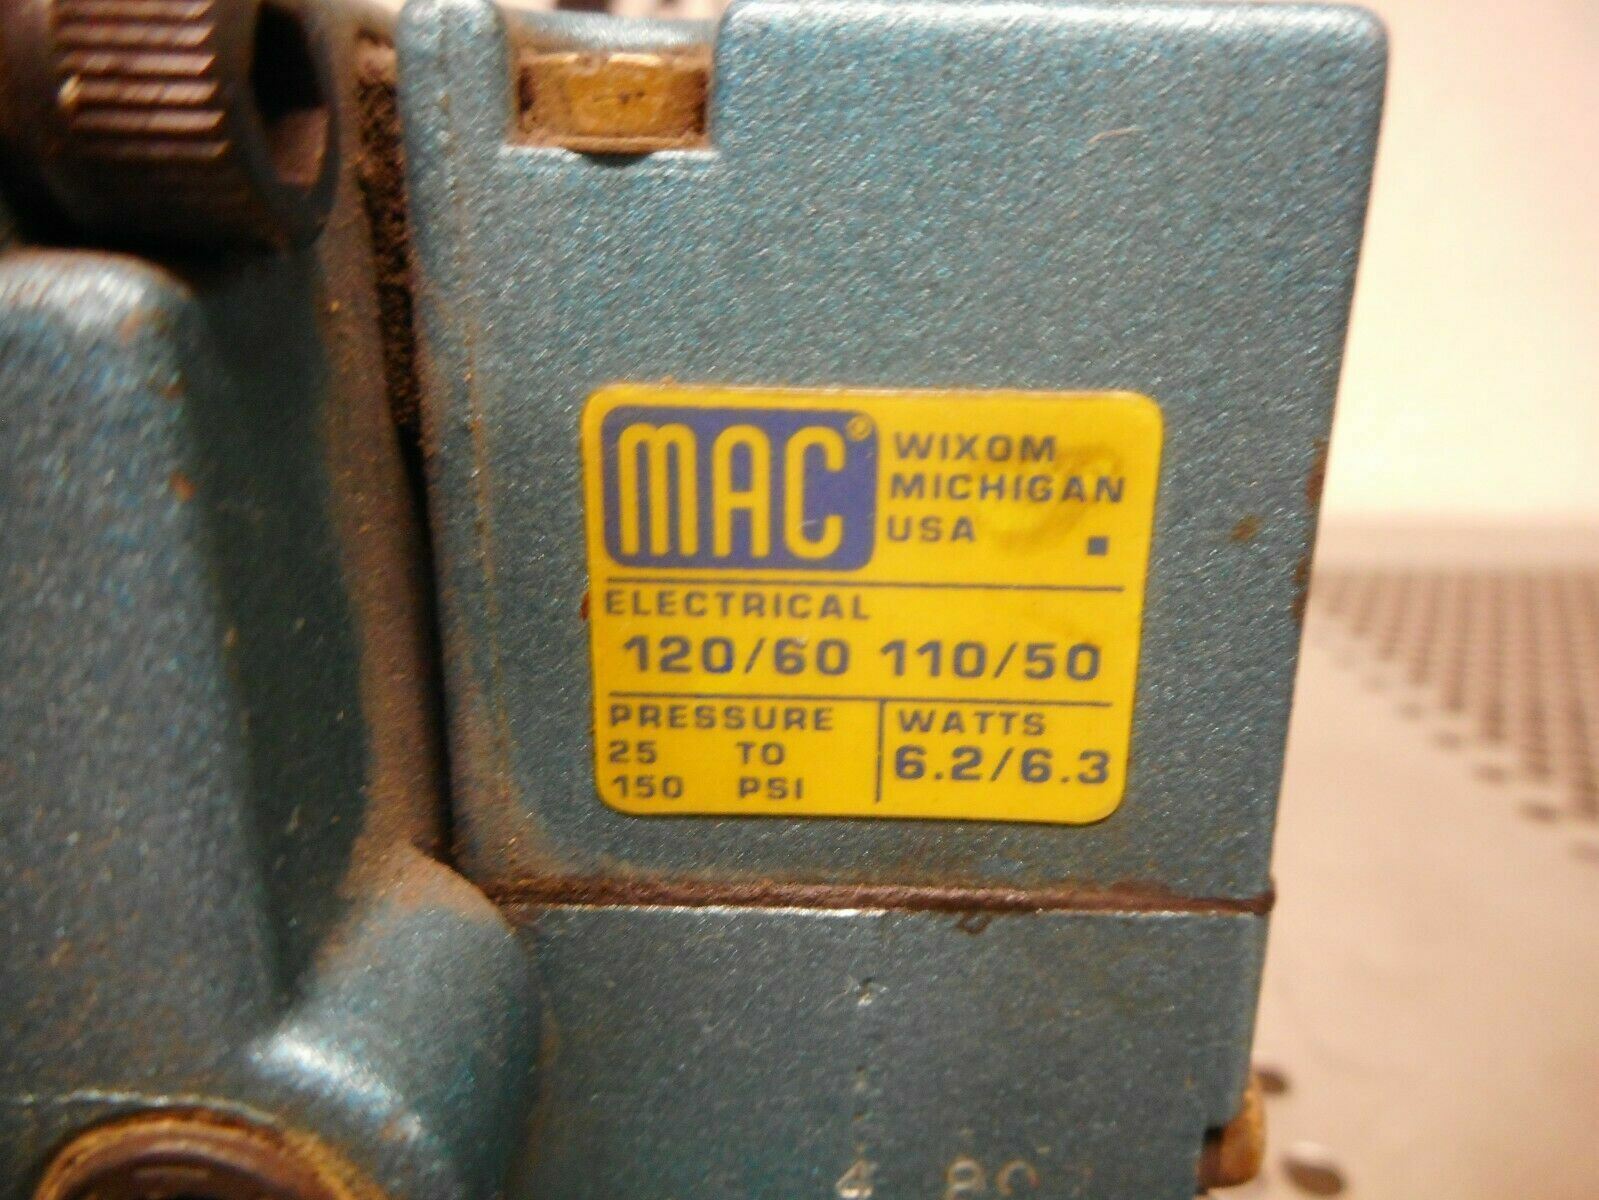 MAC®
WIXOM
MICHIGAN
USA
ELECTRICAL
120/60 110/50
PRESSURE
25 TO
150 PSI
WATTS
6.2/6.3
4